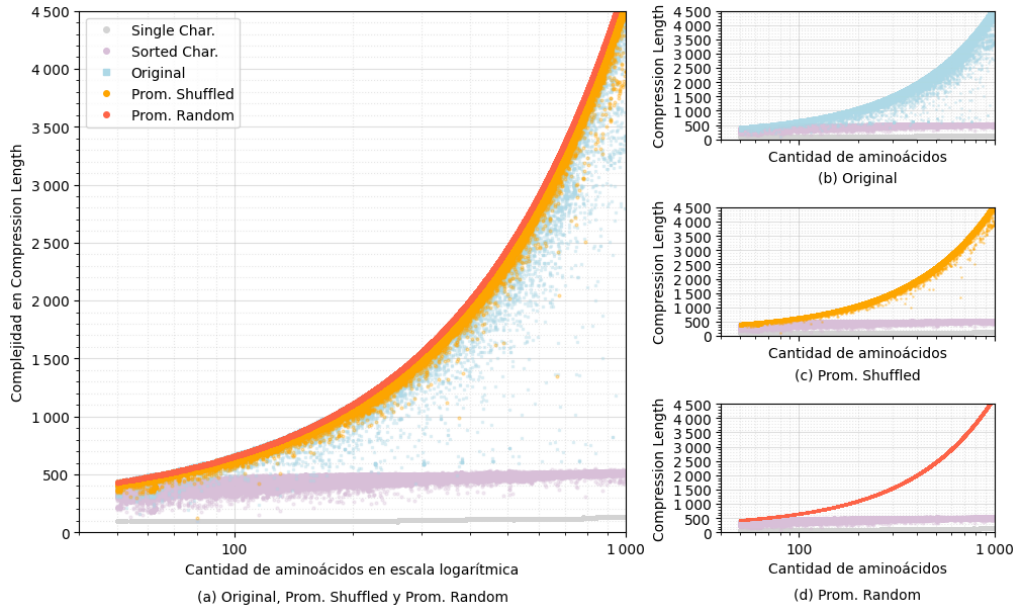 Complejidad en Compression Length
4 500
4 000
3 500
3 000
2 500
2 000
1 500
1 000
500
0
Single Char.
Sorted Char.
Original
Prom. Shuffled
Prom. Random
100
1 000
Cantidad de aminoácidos en escala logarítmica
(a) Original, Prom. Shuffled y Prom. Random
Compression Length
4 500
4 000
3 500
3 000
2 500
2 000
1 500
1 000
500
0
100
1 000
Cantidad de aminoácidos
(b) Original
Compression Length
4 500
4 000
3 500
3 000
2 500
2 000
1 500
1 000
500
0
100
1 000
Cantidad de aminoácidos
(c) Prom. Shuffled
Compression Length
4 500
4 000
3 500
3 000
2 500
2 000
1 500
1 000
500
0
100
1 000
Cantidad de aminoácidos
(d) Prom. Random